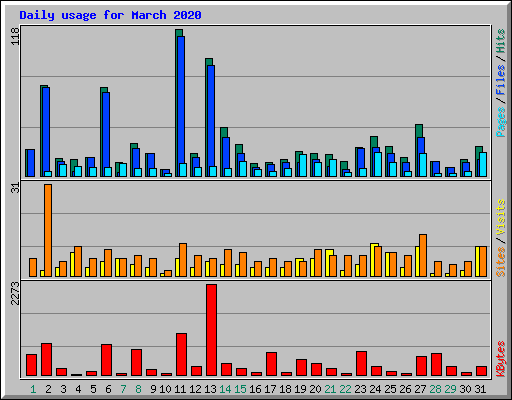 Daily usage for March 2020
118
Pages / Files / Hits
31
Sites / Visits
2273
KBytes
1 2 3 4 5 6 7 8 9 10 11 12 13 14 15 16 17 18 19 20 21 22 23 24 25 26 27 28 29 30 31